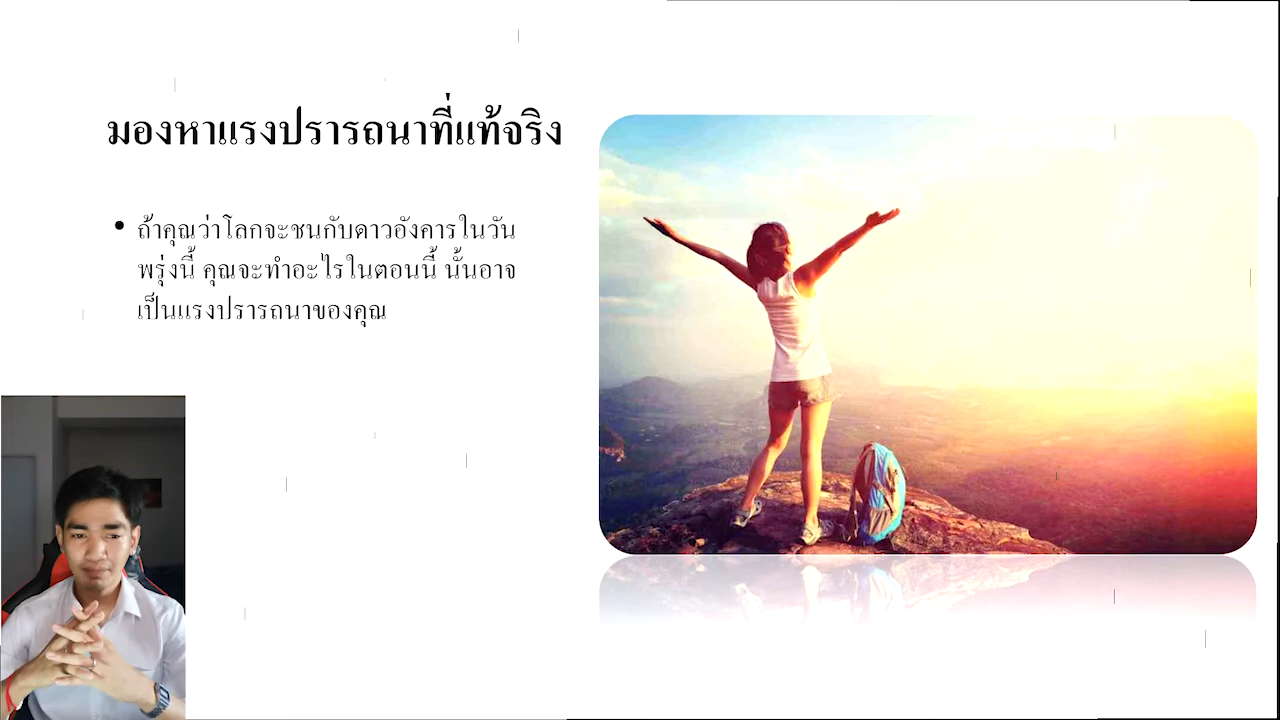 มองหาแรงปรารถนาที่แท้จริง
• ถ้าคุณว่าโลกจะชนกับดาวอังคารในวัน
พรุ่งนี้ คุณจะทำอะไรในตอนนี้ นั้นอาจ
เป็นแรงปรารถนาของคุณ